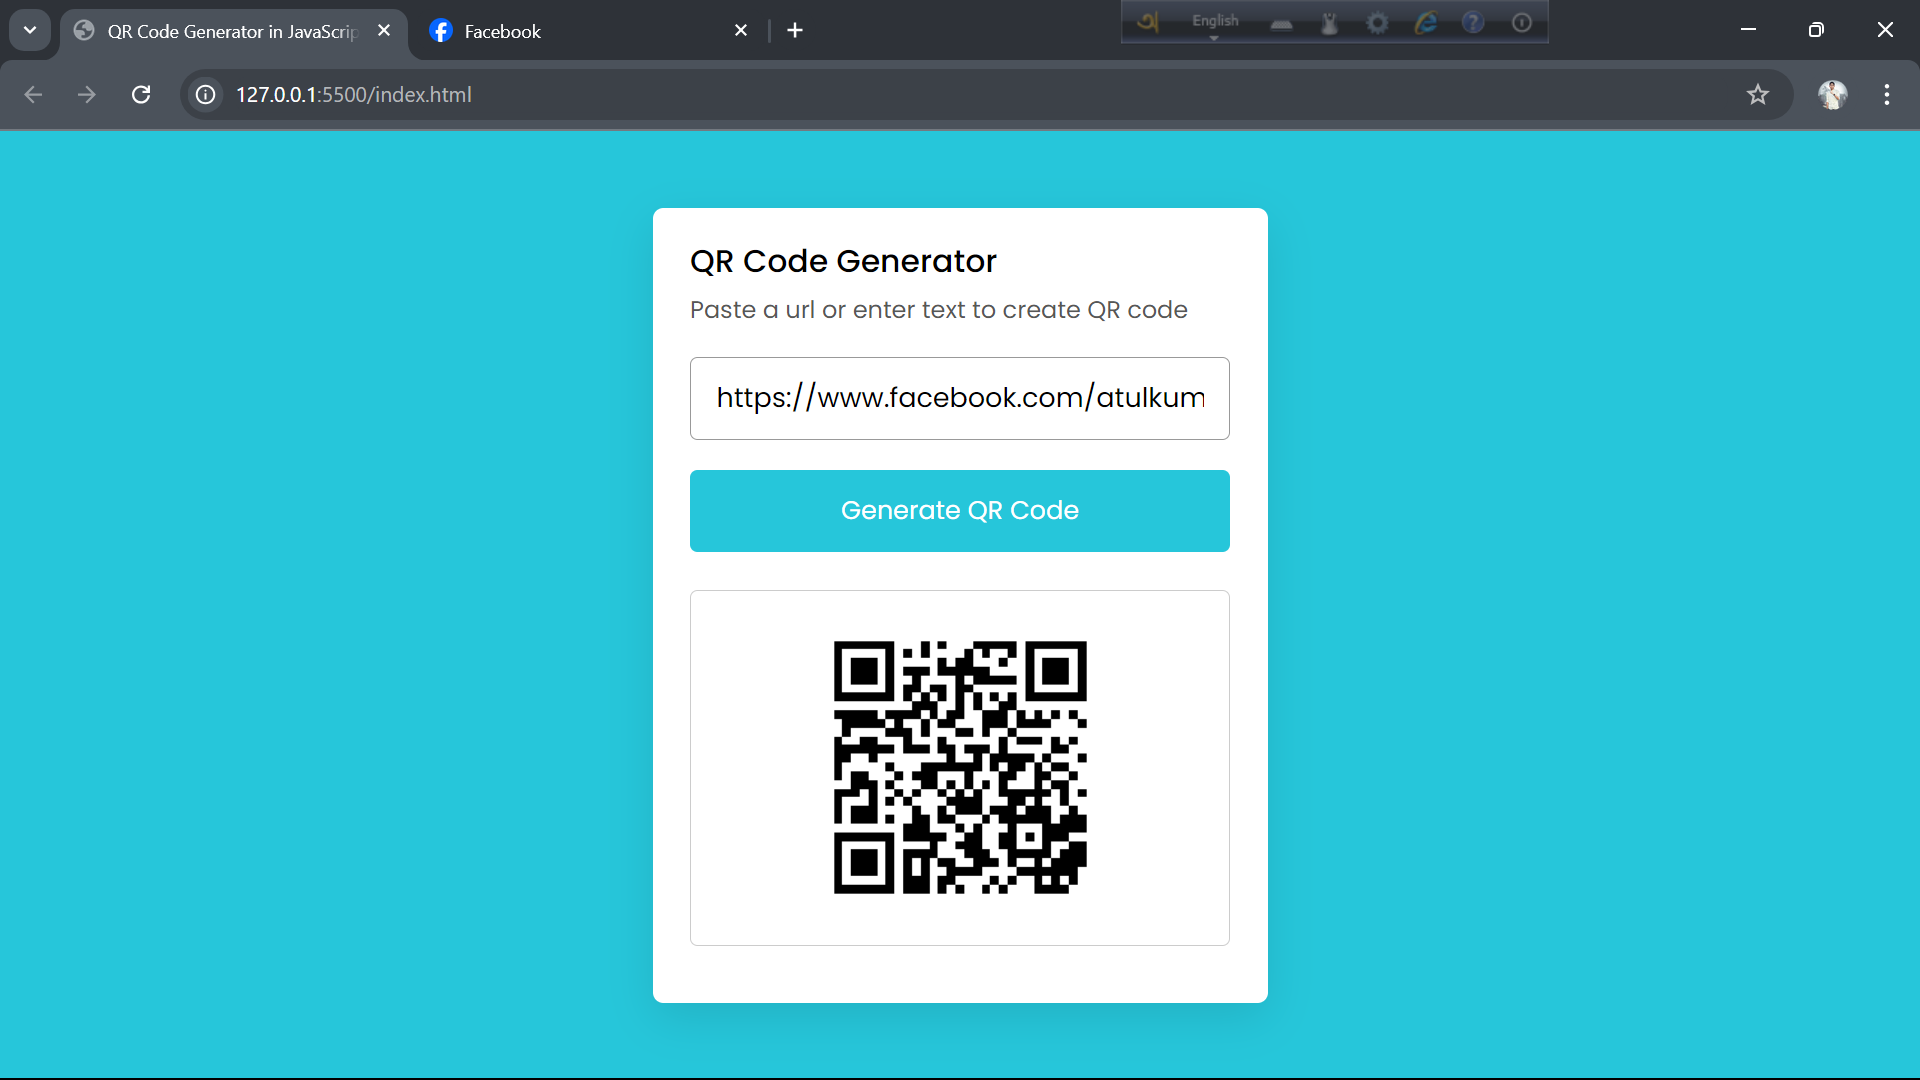 QR Code Generator in JavaScrip
Facebook
অ
English
127.0.0.1:5500/index.html
QR Code Generator
Paste a url or enter text to create QR code
https://www.facebook.com/atulkum
Generate QR Code